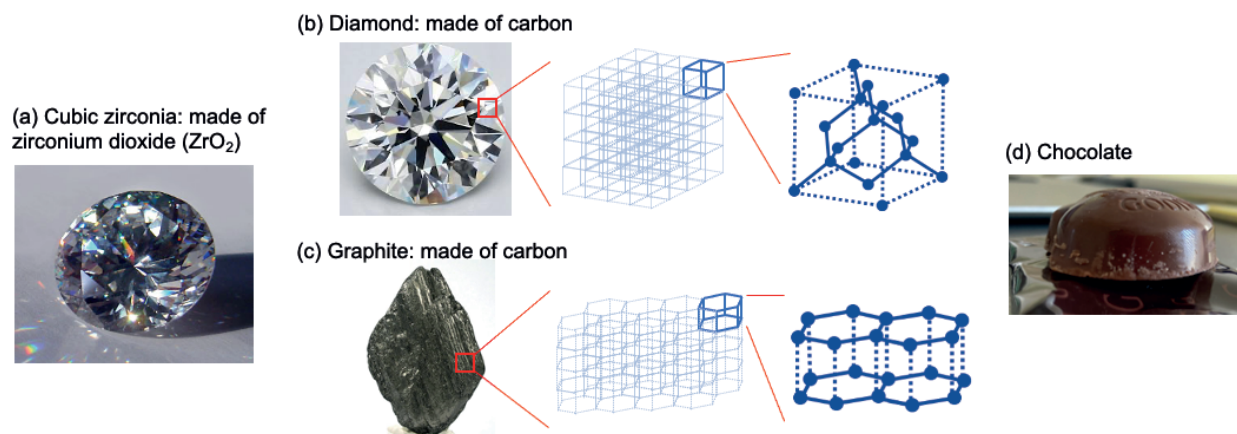 (a) Cubic zirconia: made of
zirconium dioxide (ZrO₂)
(b) Diamond: made of carbon
(c) Graphite: made of carbon
(d) Chocolate